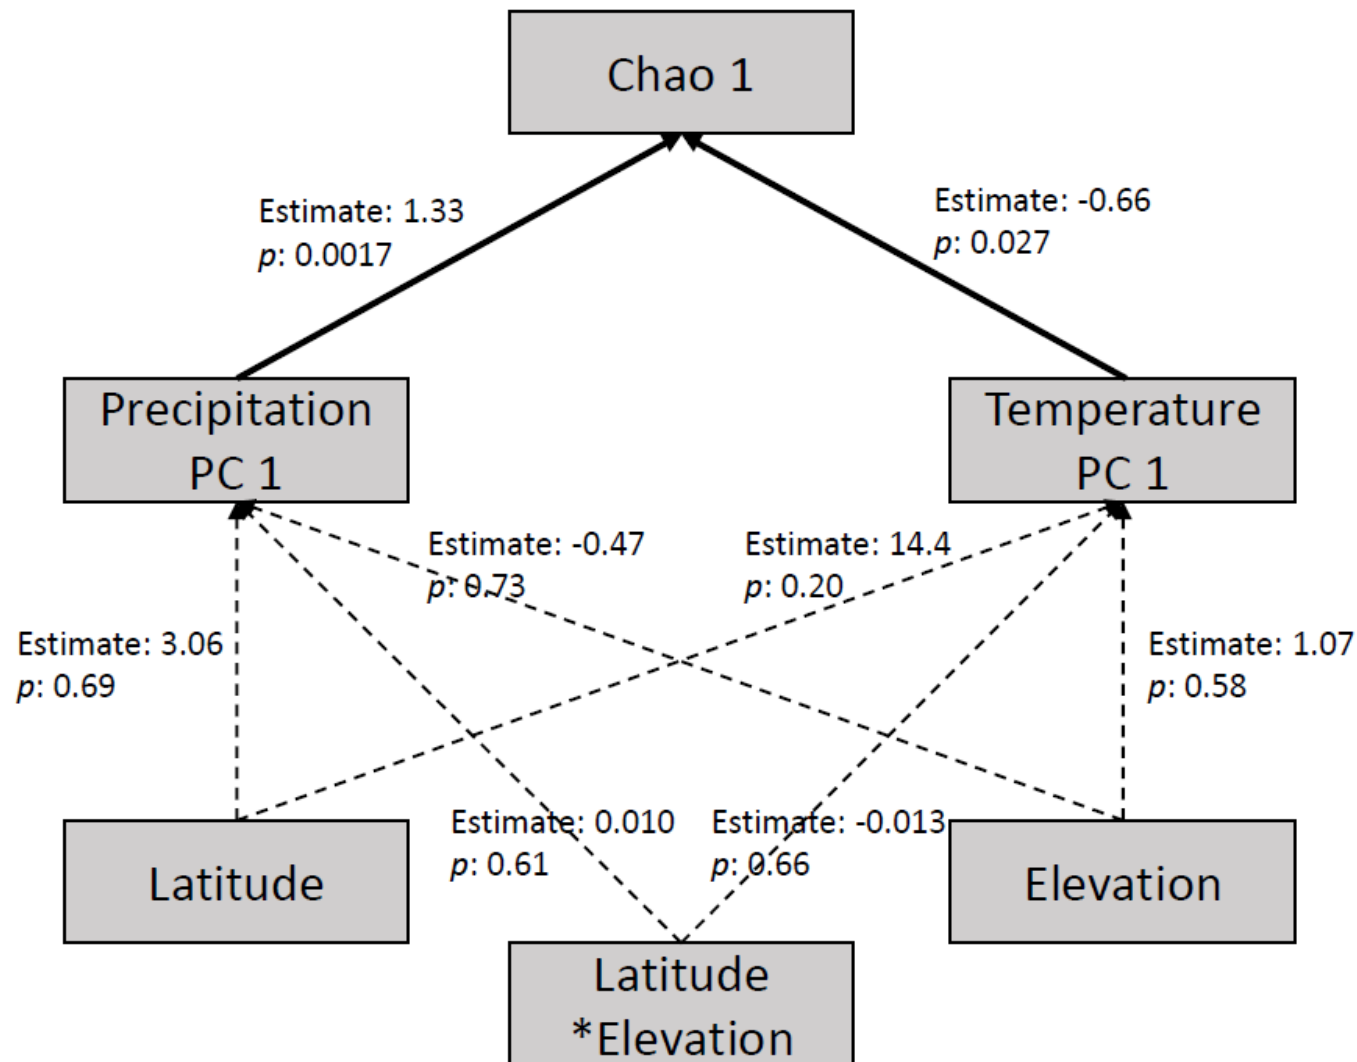 Chao 1
Estimate: 1.33
p: 0.0017
Estimate: -0.66
p: 0.027
Precipitation
PC 1
Temperature
PC 1
Estimate: -0.47
p: 0.73
Estimate: 14.4
p: 0.20
Estimate: 3.06
p: 0.69
Estimate: 1.07
p: 0.58
Latitude
Estimate: 0.010
p: 0.61
Estimate: -0.013
p: 0.66
Elevation
Latitude
*Elevation